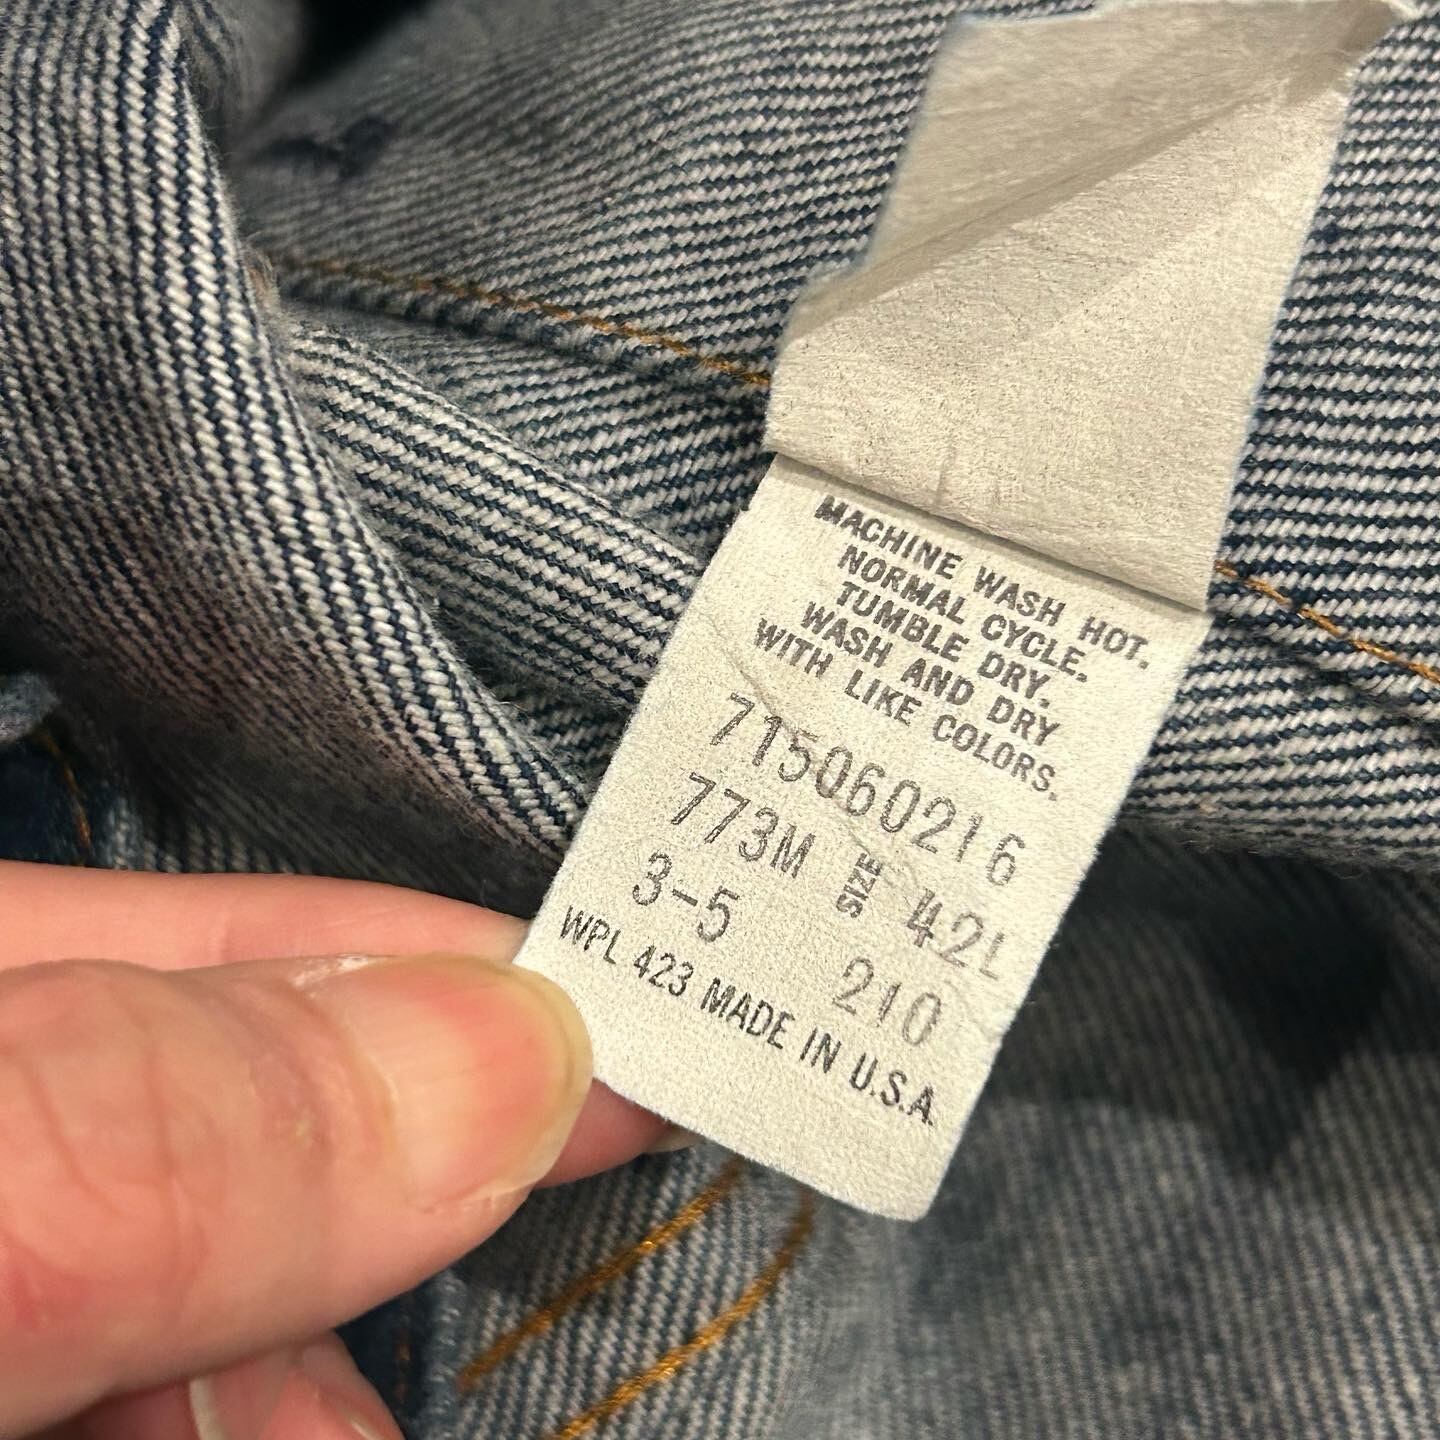 MACHINE WASH HOT.
NORMAL CYCLE.
TUMBLE DRY.
WASH AND DRY
WITH LIKE COLORS.
715060216
773M SIZE 42L
3-5 210
WPL 423 MADE IN U.S.A.